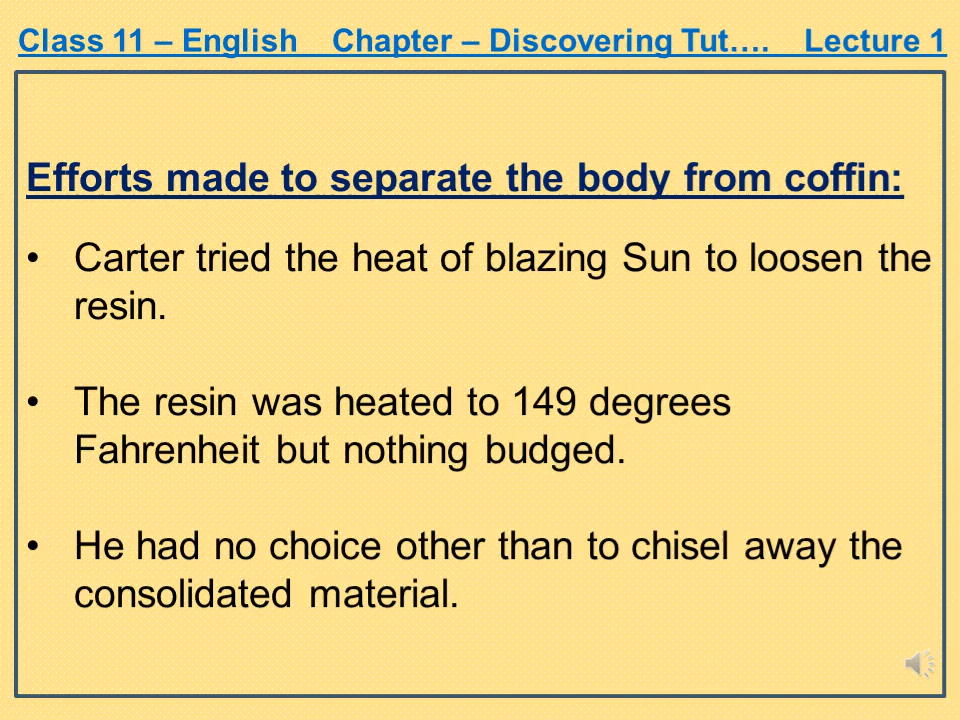 Class 11 – English   Chapter – Discovering Tut….   Lecture 1
Efforts made to separate the body from coffin:
• Carter tried the heat of blazing Sun to loosen the
resin.
• The resin was heated to 149 degrees
Fahrenheit but nothing budged.
• He had no choice other than to chisel away the
consolidated material.